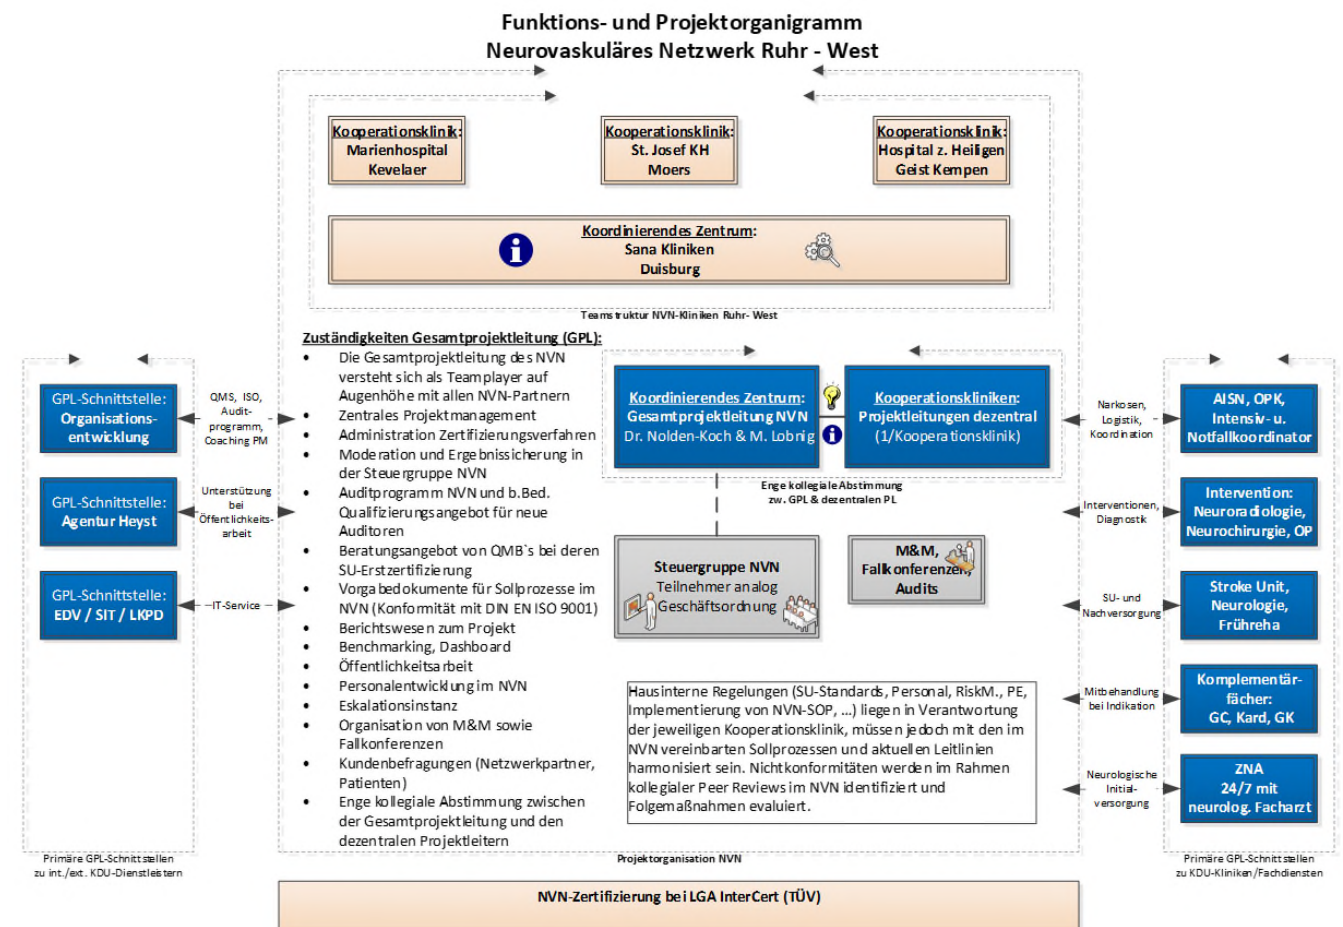 Funktions- und Projektorganigramm
Neurovaskuläres Netzwerk Ruhr - West
Kooperationsklinik:
Marienhospital
Kevelaer
Kooperationsklinik:
St. Josef KH
Moers
Kooperationsklinik:
Hospital z. Heiligen
Geist Kempen
Koordinierendes Zentrum:
Sana Kliniken
Duisburg
Teamstruktur NVN-Kliniken Ruhr- West
GPL-Schnittstelle:
Organisations-
entwicklung
GPL-Schnittstelle:
Agentur Heyst
GPL-Schnittstelle:
EDV / SIT / LKPD
Primäre GPL-Schnittstellen
zu int./ext. KDU-Dienstleistern
QMS, ISO,
Audit-
programm,
Coaching PM
Unterstützung
bei
Öffentlichkeits-
arbeit
IT-Service
Zuständigkeiten Gesamtprojektleitung (GPL):
• Die Gesamtprojektleitung des NVN
versteht sich als Teamplayer auf
Augenhöhe mit allen NVN-Partnern
• Zentrales Projektmanagement
• Administration Zertifizierungsverfahren
• Moderation und Ergebnissicherung in
der Steuergruppe NVN
• Auditprogramm NVN und b.Bed.
Qualifizierungsangebot für neue
Auditoren
• Beratungsangebot von QMB`s bei deren
SU-Erstzertifizierung
• Vorgabedokumente für Sollprozesse im
NVN (Konformität mit DIN EN ISO 9001)
• Berichtswesen zum Projekt
• Benchmarking, Dashboard
• Öffentlichkeitsarbeit
• Personalentwicklung im NVN
• Eskalationsinstanz
• Organisation von M&M sowie
Fallkonferenzen
• Kundenbefragungen (Netzwerkpartner,
Patienten)
• Enge kollegiale Abstimmung zwischen
der Gesamtprojektleitung und den
dezentralen Projektleitern
Koordinierendes Zentrum:
Gesamtprojektleitung NVN
Dr. Nolden-Koch & M. Lobnig
Kooperationskliniken:
Projektleitungen dezentral
(1/Kooperationsklinik)
Enge kollegiale Abstimmung
zw. GPL & dezentralen PL
Steuergruppe NVN
Teilnehmer analog
Geschäftsordnung
M&M,
Fallkonferenzen,
Audits
Hausinterne Regelungen (SU-Standards, Personal, RiskM., PE,
Implementierung von NVN-SOP, ...) liegen in Verantwortung
der jeweiligen Kooperationsklinik, müssen jedoch mit den im
NVN vereinbarten Sollprozessen und aktuellen Leitlinien
harmonisiert sein. Nichtkonformitäten werden im Rahmen
kollegialer Peer Reviews im NVN identifiziert und
Folgemaßnahmen evaluiert.
Projektorganisation NVN
Narkosen,
Logistik,
Koordination
Interventionen,
Diagnostik
SU- und
Nachversorgung
Mitbehandlung
bei Indikation
Neurologische
Initial-
versorgung
AISN, OPK,
Intensiv- u.
Notfallkoordinator
Intervention:
Neuroradiologie,
Neurochirurgie, OP
Stroke Unit,
Neurologie,
Frühreha
Komplementär-
fächer:
GC, Kard, GK
ZNA
24/7 mit
neurolog. Facharzt
Primäre GPL-Schnittstellen
zu KDU-Kliniken/Fachdiensten
NVN-Zertifizierung bei LGA InterCert (TÜV)